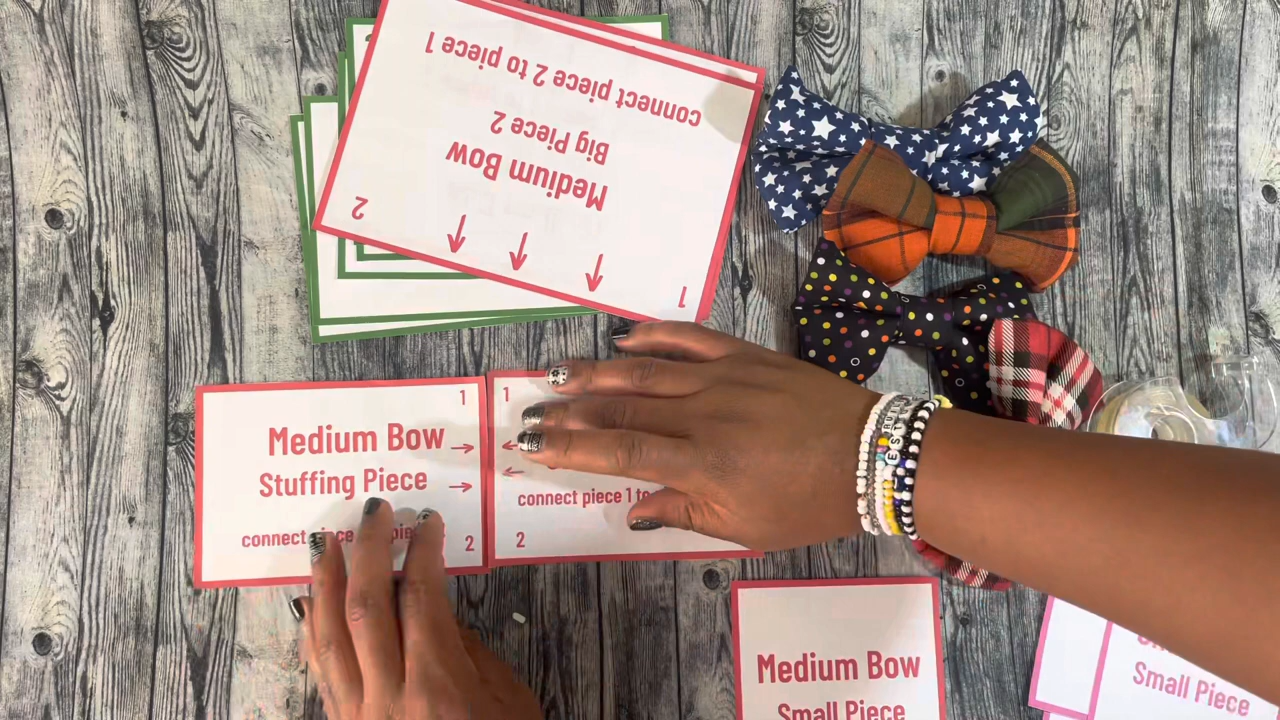 connect piece 2 to piece 1
Big Piece 2
Medium Bow
2
1
1
Medium Bow
Stuffing Piece
connect
2
1
connect piece 1 to
2
Medium Bow
Small Piece
Small Piece